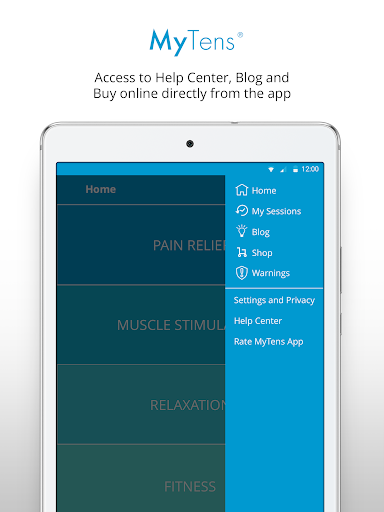 MyTens®
Access to Help Center, Blog and
Buy online directly from the app
12:00
Home
PAIN RELIEF
MUSCLE STIMULA
RELAXATION
FITNESS
Home
My Sessions
Blog
Shop
Warnings
Settings and Privacy
Help Center
Rate MyTens App